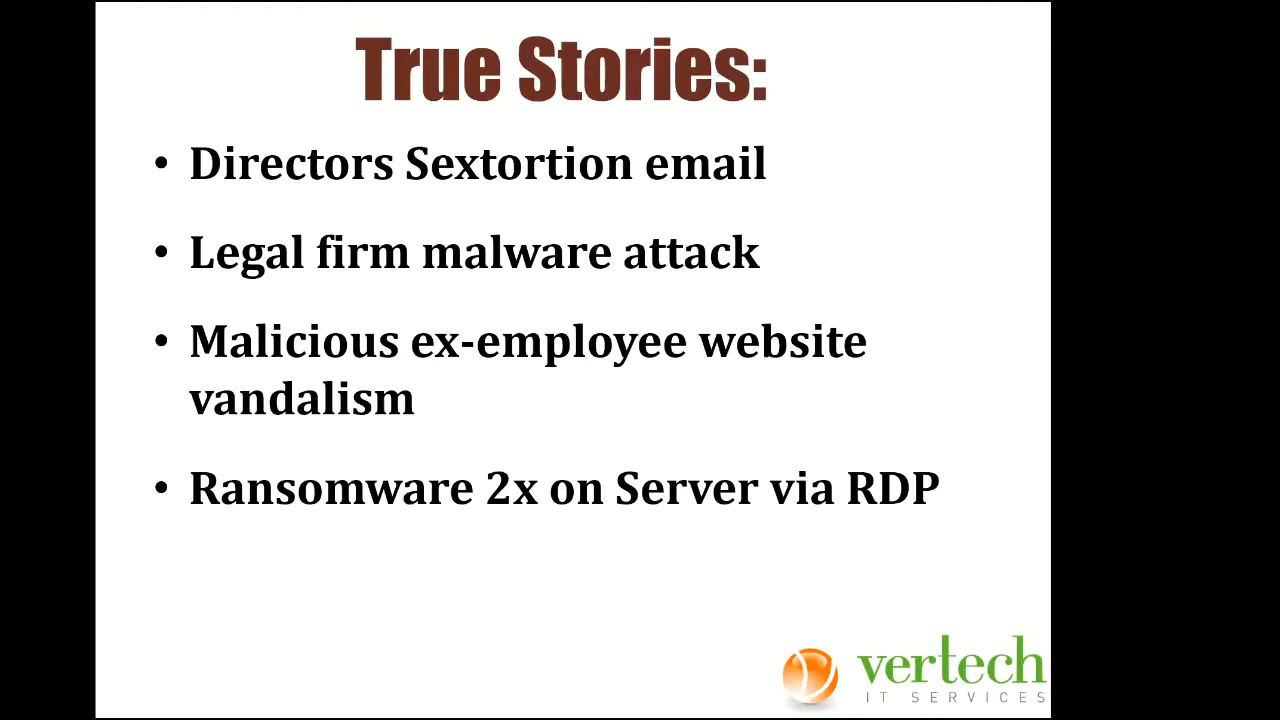 True Stories:
• Directors Sextortion email
• Legal firm malware attack
• Malicious ex-employee website
vandalism
• Ransomware 2x on Server via RDP
vertech
IT SERVICES